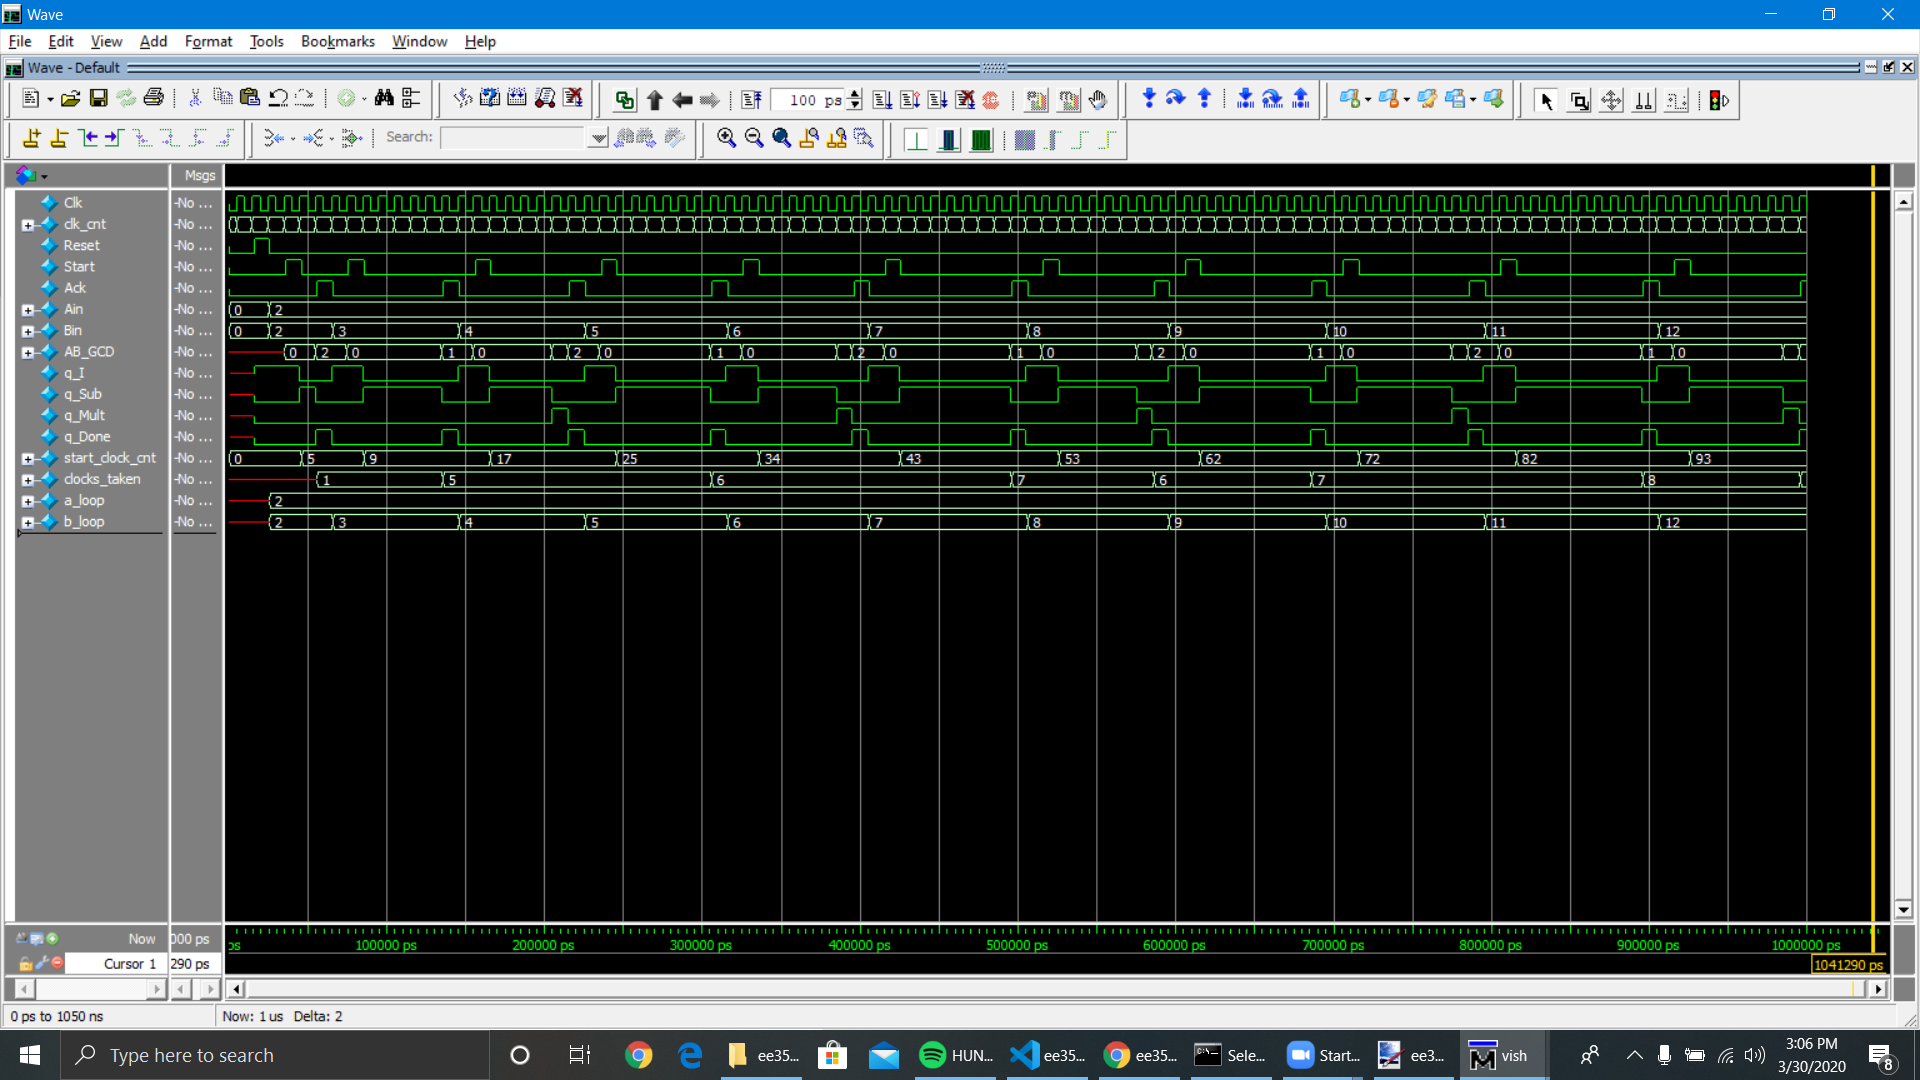 Wave
File Edit View Add Format Tools Bookmarks Window Help
Wave - Default
100 ps
Search:
Msgs
Clk -No ...
clk_cnt -No ...
Reset -No ...
Start -No ...
Ack -No ...
Ain -No ... 0 2
Bin -No ... 0 2 3 4 5 6 7 8 9 10 11 12
AB_GCD -No ... 0 2 0 1 0 2 0 1 0 2 0 1 0 2 0 1 0 2 0 1 0
q_I -No ...
q_Sub -No ...
q_Mult -No ...
q_Done -No ...
start_clock_cnt -No ... 0 5 9 17 25 34 43 53 62 72 82 93
clocks_taken -No ... 1 5 6 7 6 7 8
a_loop -No ... 2
b_loop -No ... 2 3 4 5 6 7 8 9 10 11 12
Now 000 ps ps 100000 ps 200000 ps 300000 ps 400000 ps 500000 ps 600000 ps 700000 ps 800000 ps 900000 ps 1000000 ps
Cursor 1 290 ps 1041290 ps
0 ps to 1050 ns Now: 1 us Delta: 2
Type here to search ee35... HUN... ee35... ee35... Sele... Start... ee3... vish 3:06 PM
3/30/2020 8